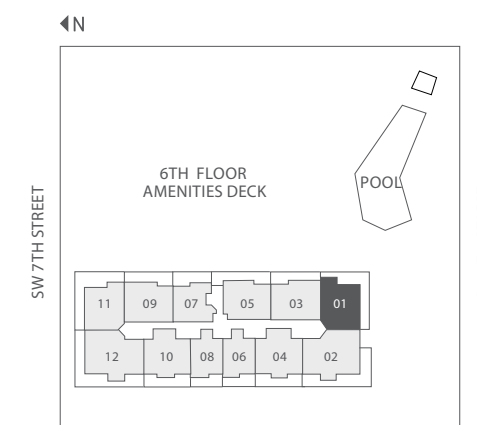 N
6TH FLOOR
AMENITIES DECK
POOL
SW 7TH STREET
11 09 07 05 03 01
12 10 08 06 04 02